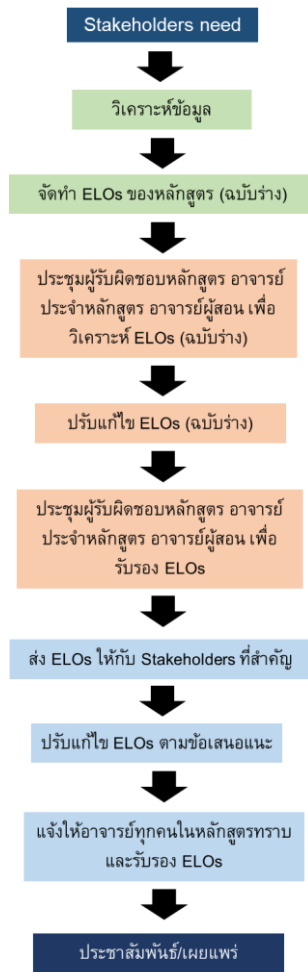 Stakeholders need
วิเคราะห์ข้อมูล
จัดทำ ELOs ของหลักสูตร (ฉบับร่าง)
ประชุมผู้รับผิดชอบหลักสูตร อาจารย์
ประจำหลักสูตร อาจารย์ผู้สอน เพื่อ
วิเคราะห์ ELOs (ฉบับร่าง)
ปรับแก้ไข ELOs (ฉบับร่าง)
ประชุมผู้รับผิดชอบหลักสูตร อาจารย์
ประจำหลักสูตร อาจารย์ผู้สอน เพื่อ
รับรอง ELOs
ส่ง ELOs ให้กับ Stakeholders ที่สำคัญ
ปรับแก้ไข ELOs ตามข้อเสนอแนะ
แจ้งให้อาจารย์ทุกคนในหลักสูตรทราบ
และรับรอง ELOs
ประชาสัมพันธ์/เผยแพร่